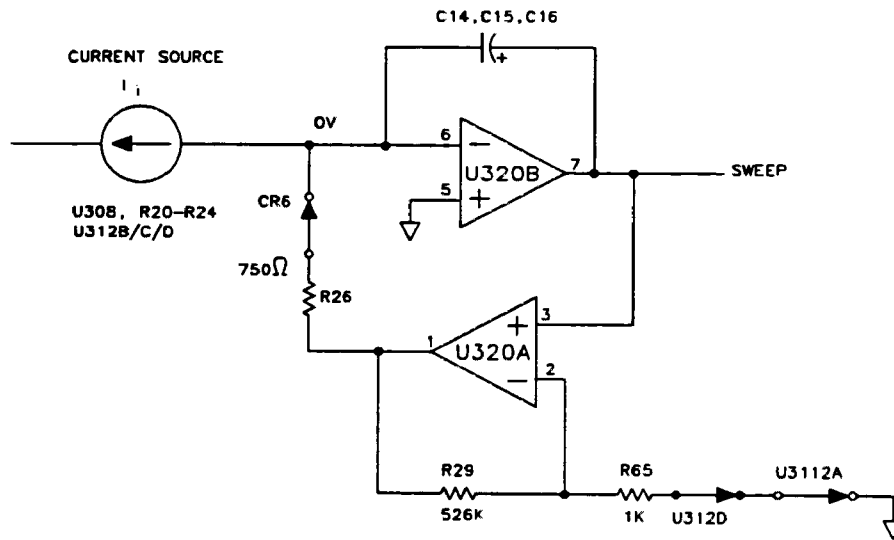 C14,C15,C16
CURRENT SOURCE
I i
+
0V
6
−
U320B
7
5
+
SWEEP
CR6
U308, R20-R24
U312B/C/D
750Ω
R26
3
+
1
U320A
2
−
R29
526K
R65
1K
U312D
U3112A